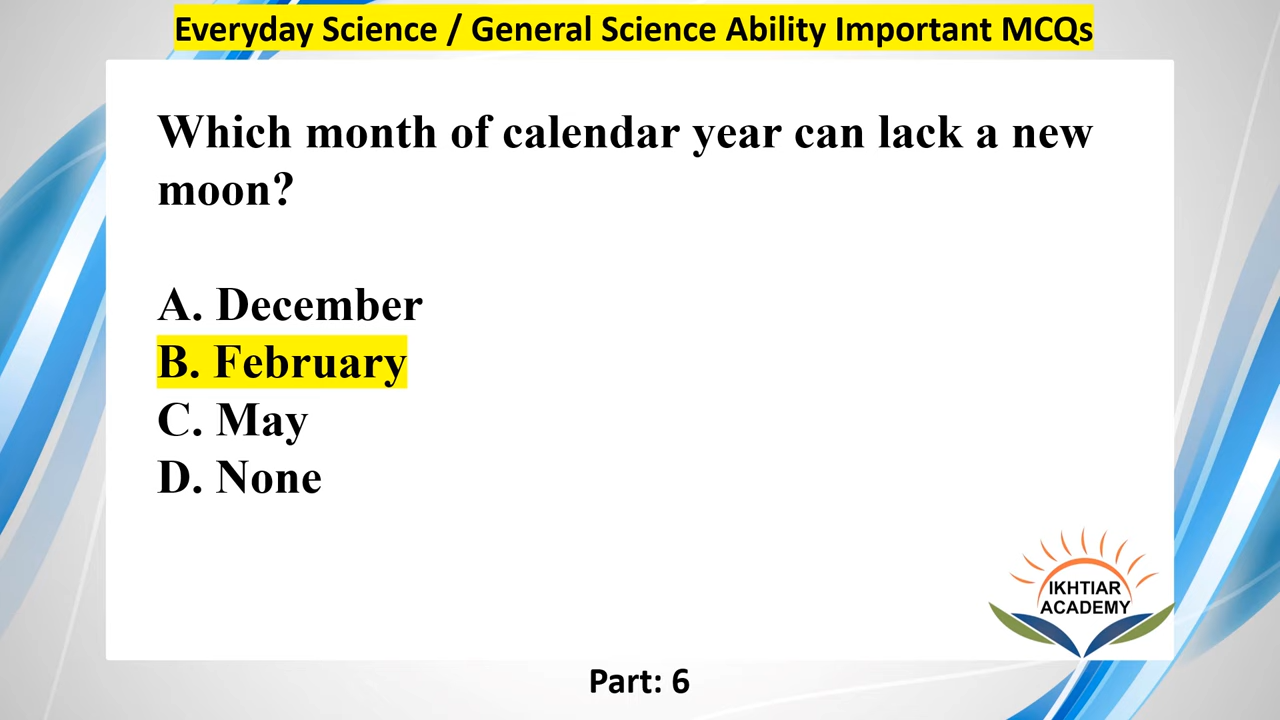 Everyday Science / General Science Ability Important MCQs
Which month of calendar year can lack a new
moon?
A. December
B. February
C. May
D. None
IKHTIAR
ACADEMY
Part: 6